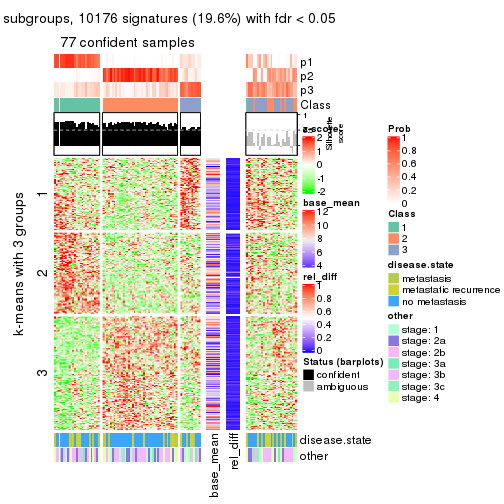 subgroups, 10176 signatures (19.6%) with fdr < 0.05
77 confident samples
p1
p2
p3
Class
1
0.5
0
Silhouette
score
z-score
2
1
0
-1
-2
base_mean
12
10
8
6
4
rel_diff
1
0.8
0.6
0.4
0.2
0
Status (barplots)
confident
ambiguous
Prob
1
0.8
0.6
0.4
0.2
0
Class
1
2
3
disease.state
metastasis
metastatic recurrence
no metastasis
other
stage: 1
stage: 2a
stage: 2b
stage: 3a
stage: 3b
stage: 3c
stage: 4
k-means with 3 groups
1
2
3
disease.state
other
base_mean
rel_diff